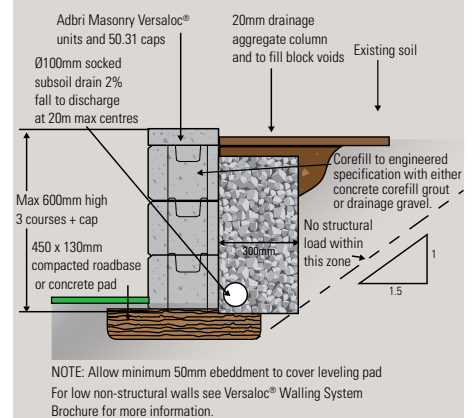 Adbri Masonry Versaloc®
units and 50.31 caps
20mm drainage
aggregate column
and to fill block voids
Existing soil
Ø100mm socked
subsoil drain 2%
fall to discharge
at 20m max centres
Corefill to engineered
specification with either
concrete corefill grout
or drainage gravel.
Max 600mm high
3 courses + cap
No structural
load within
this zone
450 x 130mm
compacted roadbase
or concrete pad
300mm
1
1.5
NOTE: Allow minimum 50mm ebeddment to cover leveling pad
For low non-structural walls see Versaloc® Walling System
Brochure for more information.